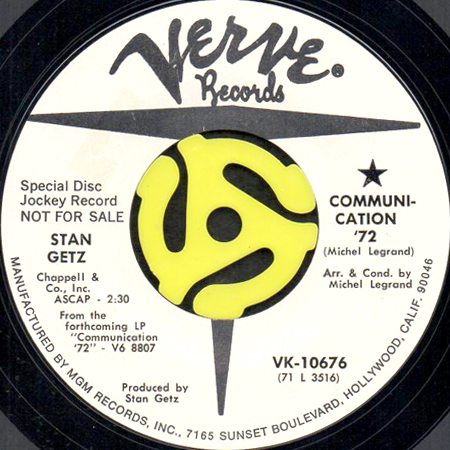 VERVE.
Records
Special Disc
Jockey Record
NOT FOR SALE
STAN
GETZ
Chappell &
Co., Inc.
ASCAP - 2:30
From the
forthcoming LP
"Communication
'72" - V6 8807
Produced by
Stan Getz
★
COMMUNI-
CATION
'72
(Michel Legrand)
Arr. & Cond. by
Michel Legrand
VK-10676
(71 L 3516)
MANUFACTURED BY MGM RECORDS, INC., 7165 SUNSET BOULEVARD, HOLLYWOOD, CALIF. 90046